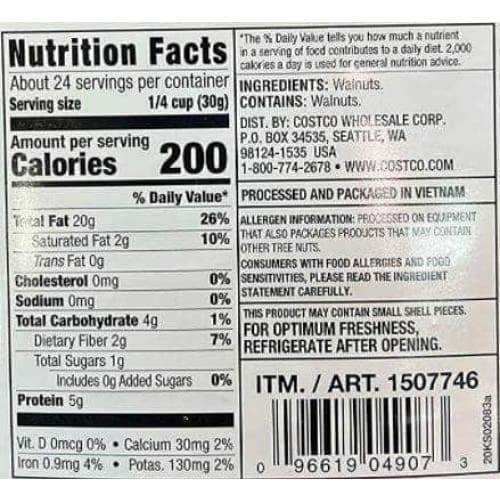 Nutrition Facts
About 24 servings per container
Serving size 1/4 cup (30g)
Amount per serving
Calories 200
% Daily Value*
Total Fat 20g 26%
Saturated Fat 2g 10%
Trans Fat 0g
Cholesterol 0mg 0%
Sodium 0mg 0%
Total Carbohydrate 4g 1%
Dietary Fiber 2g 7%
Total Sugars 1g
Includes 0g Added Sugars 0%
Protein 5g
Vit. D 0mcg 0% • Calcium 30mg 2%
Iron 0.9mg 4% • Potas. 130mg 2%
*The % Daily Value tells you how much a nutrient
in a serving of food contributes to a daily diet. 2,000
calories a day is used for general nutrition advice.
INGREDIENTS: Walnuts.
CONTAINS: Walnuts.
DIST. BY: COSTCO WHOLESALE CORP.
P.O. BOX 34535, SEATTLE, WA
98124-1535 USA
1-800-774-2678 • WWW.COSTCO.COM
PROCESSED AND PACKAGED IN VIETNAM
ALLERGEN INFORMATION: PROCESSED ON EQUIPMENT
THAT ALSO PACKAGES PRODUCTS THAT MAY CONTAIN
OTHER TREE NUTS.
CONSUMERS WITH FOOD ALLERGIES AND FOOD
SENSITIVITIES, PLEASE READ THE INGREDIENT
STATEMENT CAREFULLY.
THIS PRODUCT MAY CONTAIN SMALL SHELL PIECES.
FOR OPTIMUM FRESHNESS,
REFRIGERATE AFTER OPENING.
ITM. / ART. 1507746
0 96619 04907 3
20KS02083a